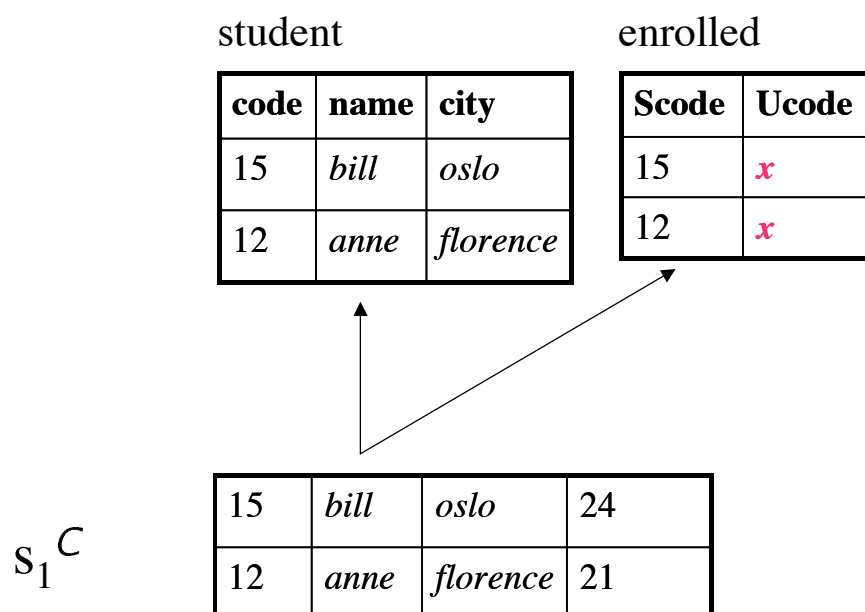 student enrolled
code name city Scode Ucode
15 bill oslo 15 x
12 anne florence 12 x
15 bill oslo 24
s₁ᶜ 12 anne florence 21